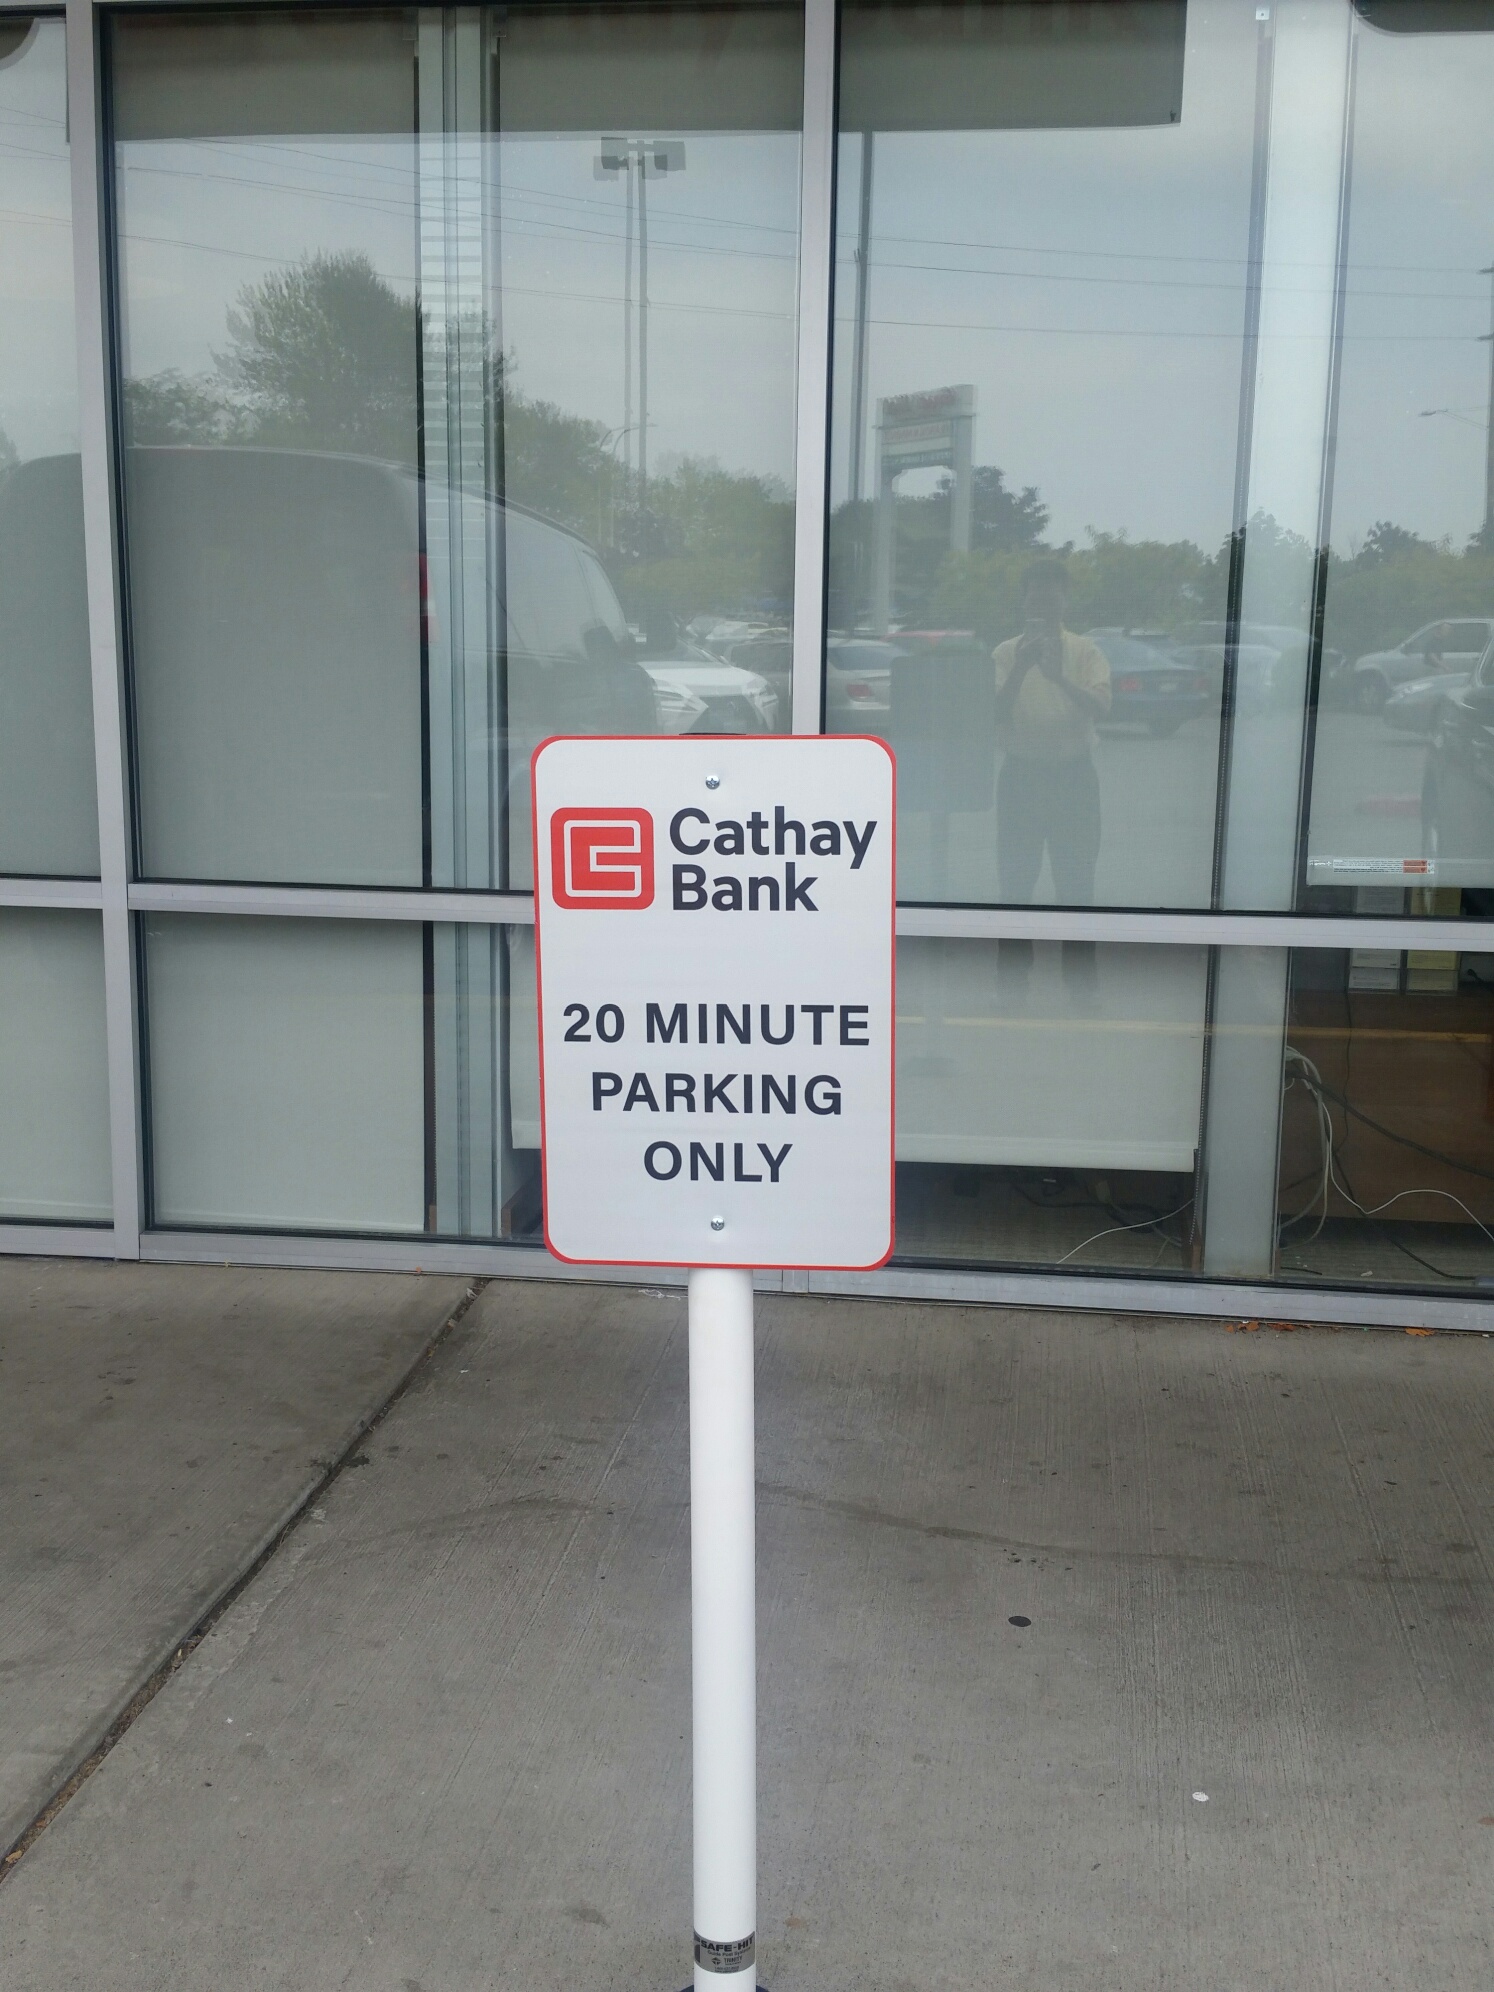 Cathay
Bank
20 MINUTE
PARKING
ONLY
SAFE-HIT